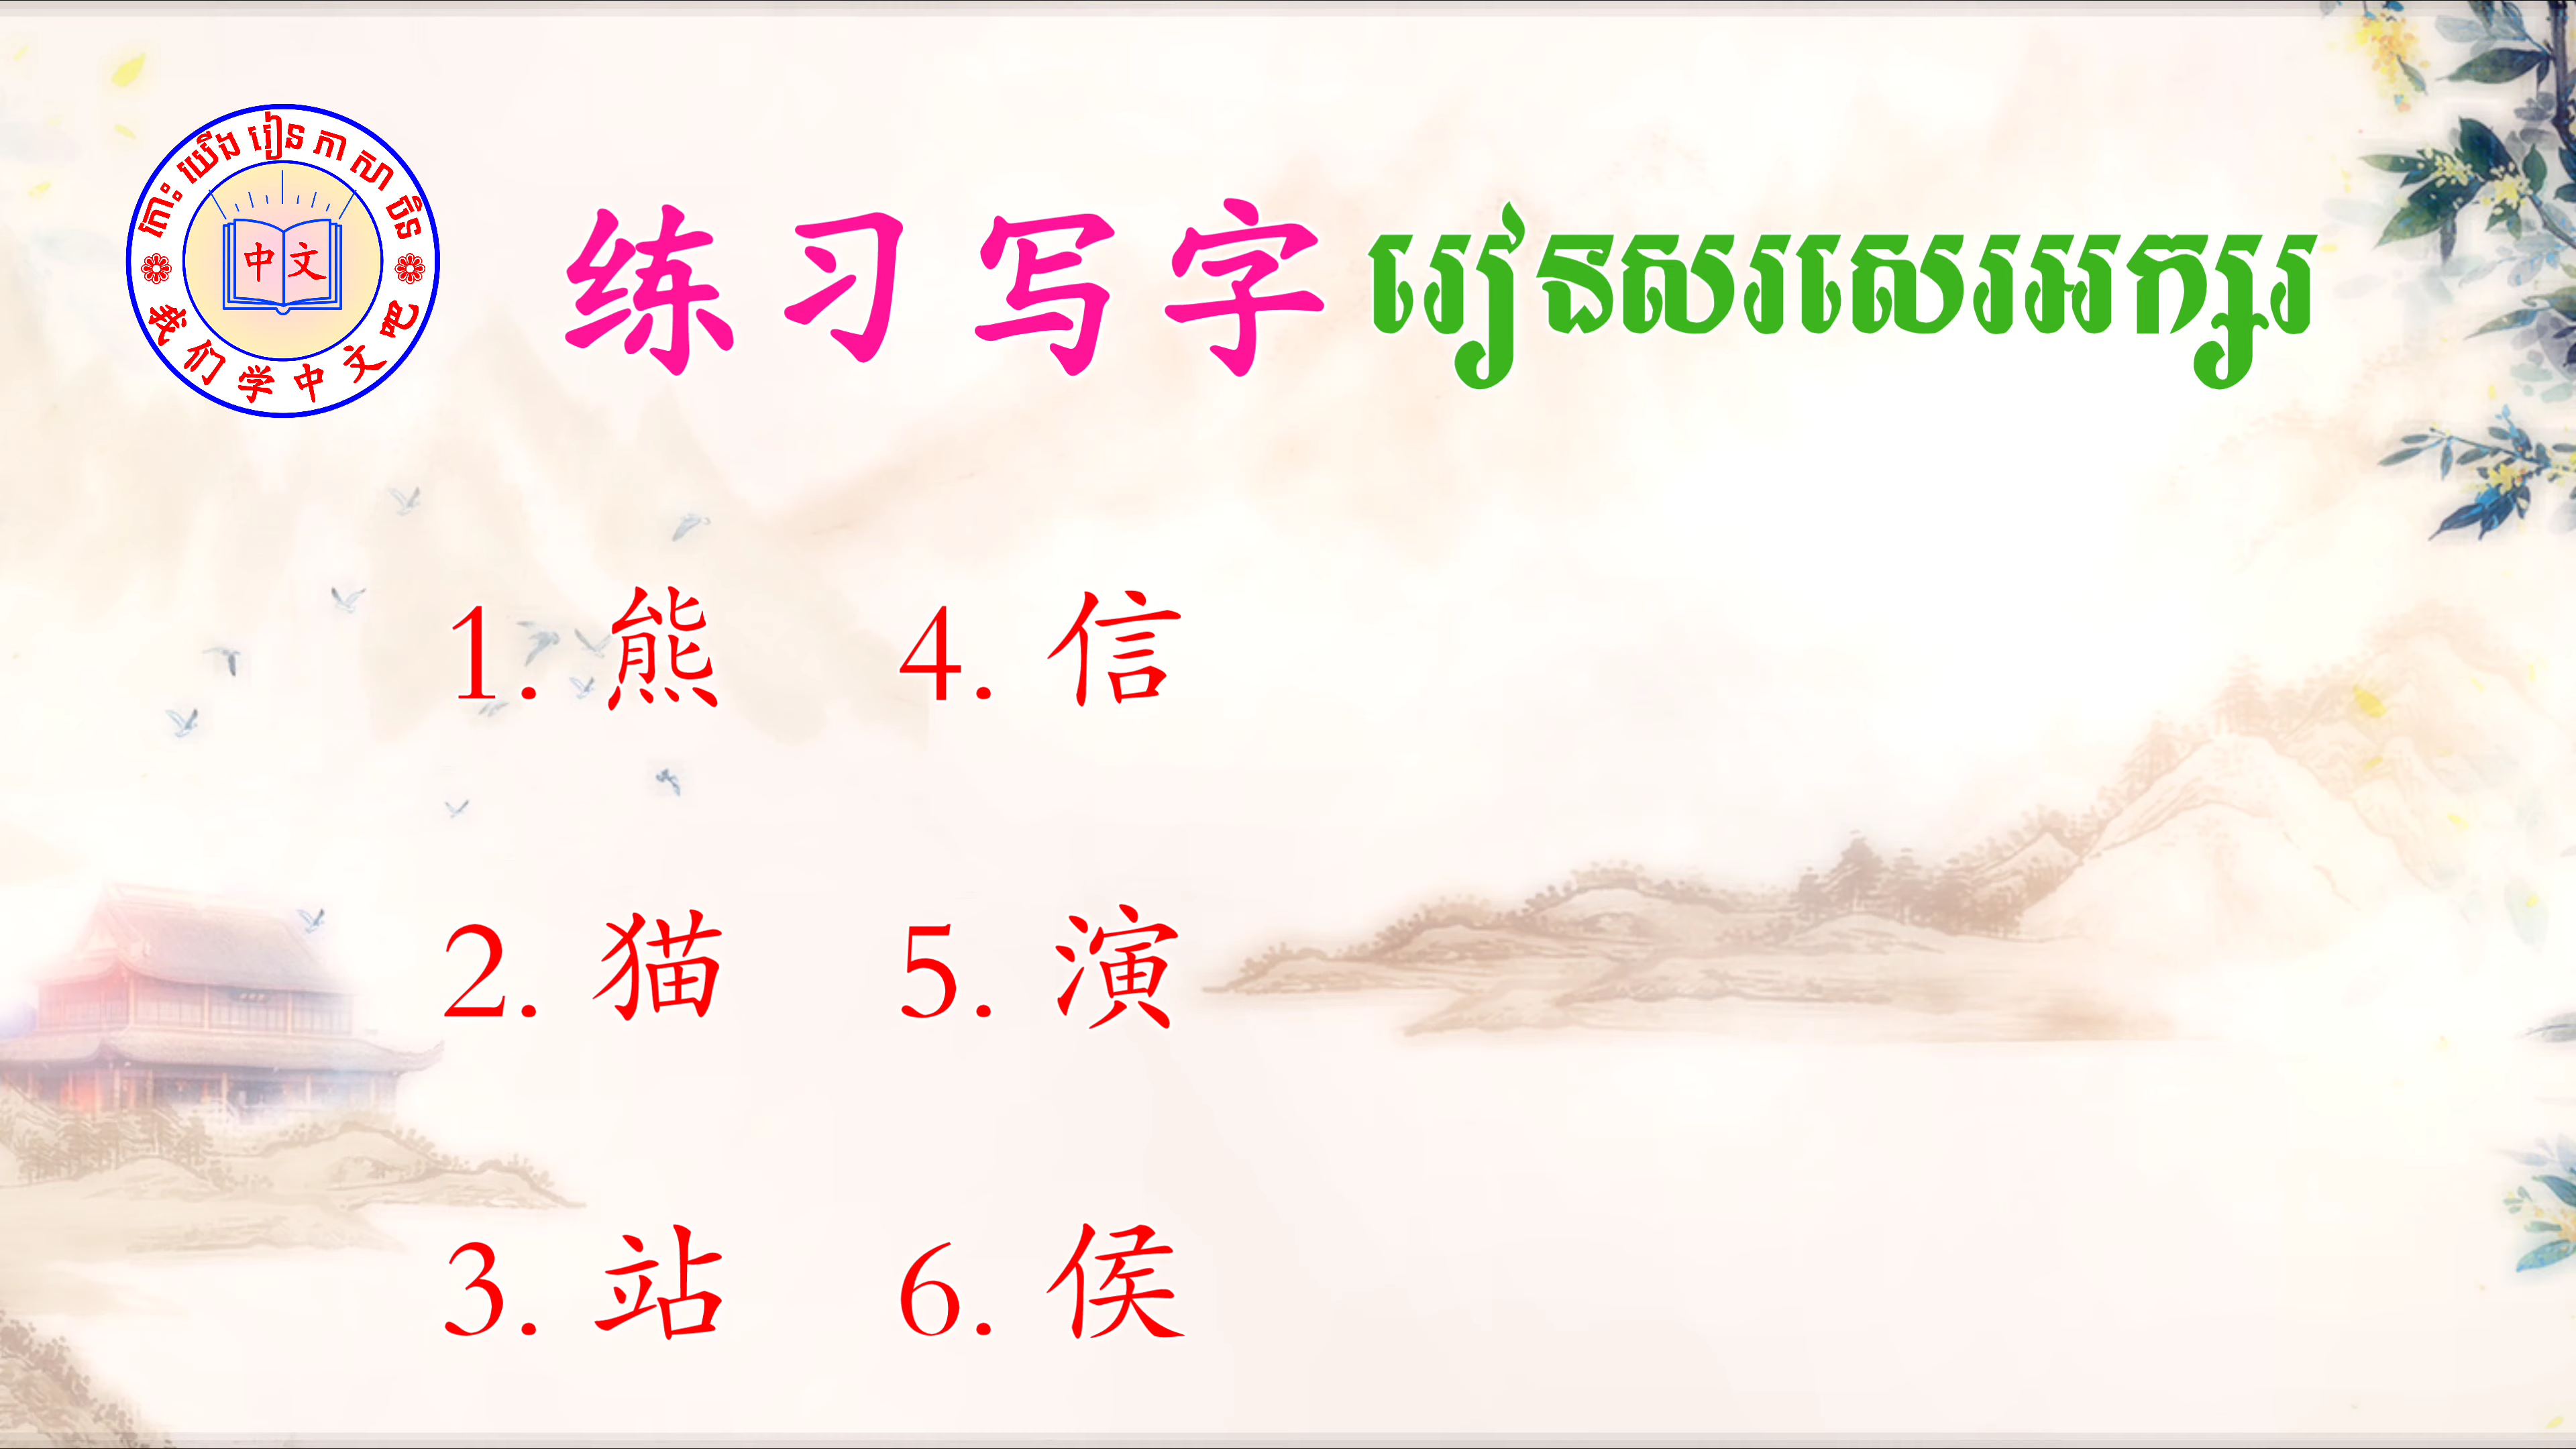 តោះ យើង រៀន ភា សា ចិន
中文
我们学中文吧
练习写字 រៀនសរសេរអក្សរ
1. 熊 4. 信
2. 猫 5. 演
3. 站 6. 侯